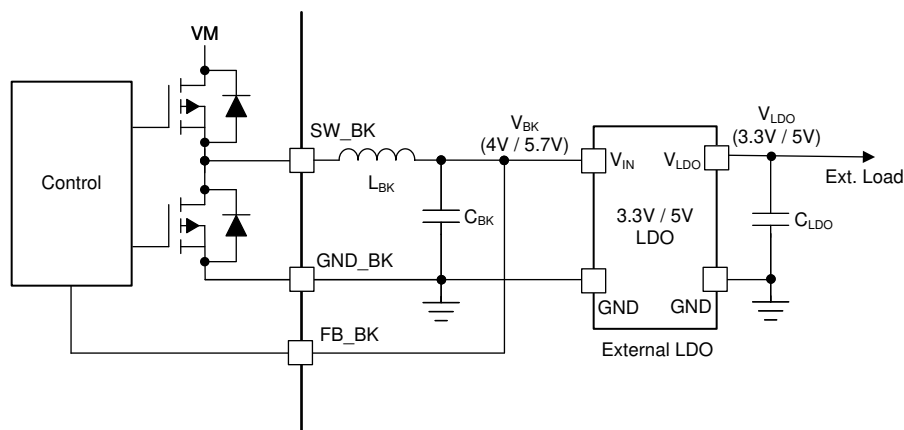 VM
Control
SW_BK
L_BK
V_BK
(4V / 5.7V)
C_BK
GND_BK
FB_BK
V_IN
V_LDO
3.3V / 5V
LDO
GND
GND
External LDO
V_LDO
(3.3V / 5V)
Ext. Load
C_LDO